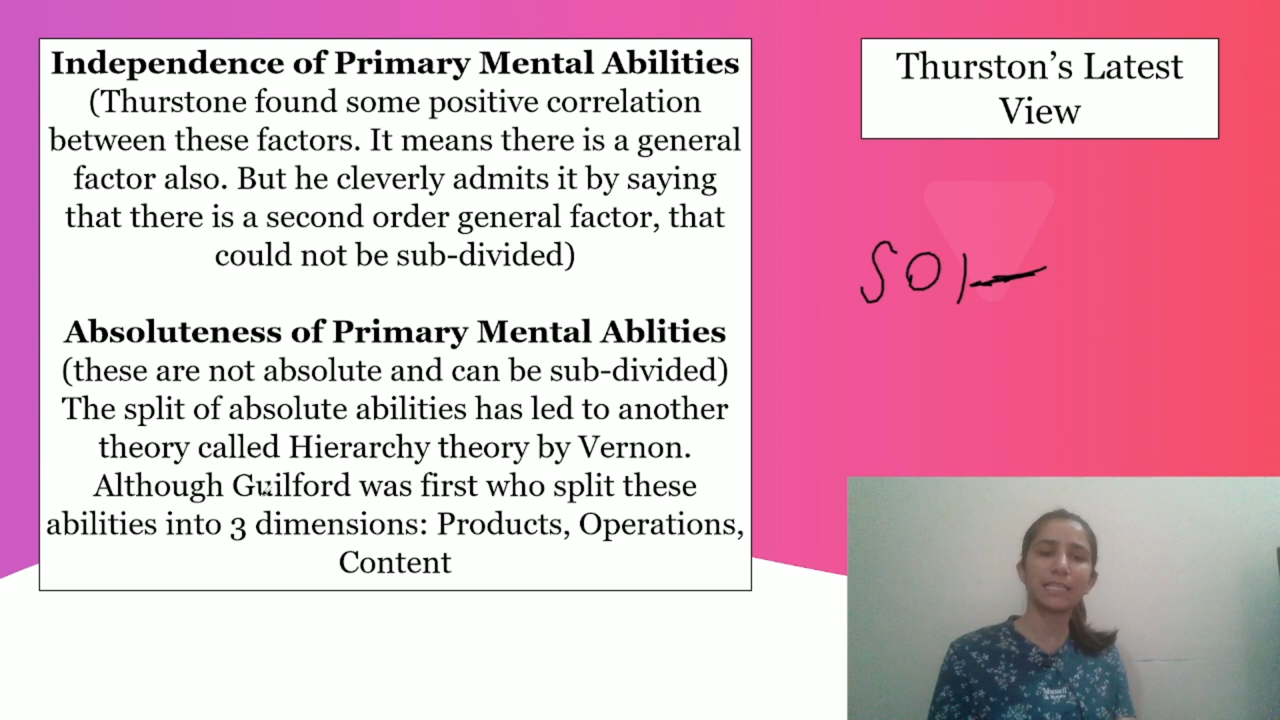 Independence of Primary Mental Abilities
(Thurstone found some positive correlation
between these factors. It means there is a general
factor also. But he cleverly admits it by saying
that there is a second order general factor, that
could not be sub-divided)
Absoluteness of Primary Mental Ablities
(these are not absolute and can be sub-divided)
The split of absolute abilities has led to another
theory called Hierarchy theory by Vernon.
Although Guilford was first who split these
abilities into 3 dimensions: Products, Operations,
Content
Thurston's Latest
View
SOI